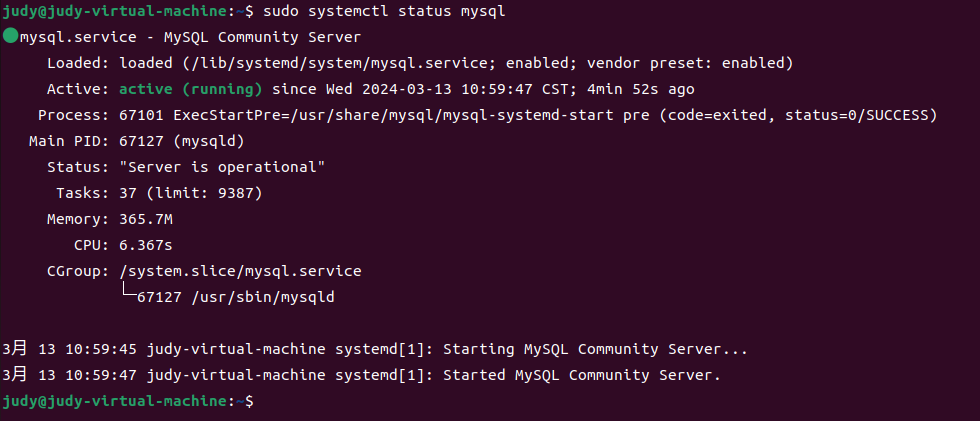 judy@judy-virtual-machine:~$ sudo systemctl status mysql
mysql.service - MySQL Community Server
Loaded: loaded (/lib/systemd/system/mysql.service; enabled; vendor preset: enabled)
Active: active (running) since Wed 2024-03-13 10:59:47 CST; 4min 52s ago
Process: 67101 ExecStartPre=/usr/share/mysql/mysql-systemd-start pre (code=exited, status=0/SUCCESS)
Main PID: 67127 (mysqld)
Status: "Server is operational"
Tasks: 37 (limit: 9387)
Memory: 365.7M
CPU: 6.367s
CGroup: /system.slice/mysql.service
└─67127 /usr/sbin/mysqld
3月 13 10:59:45 judy-virtual-machine systemd[1]: Starting MySQL Community Server...
3月 13 10:59:47 judy-virtual-machine systemd[1]: Started MySQL Community Server.
judy@judy-virtual-machine:~$